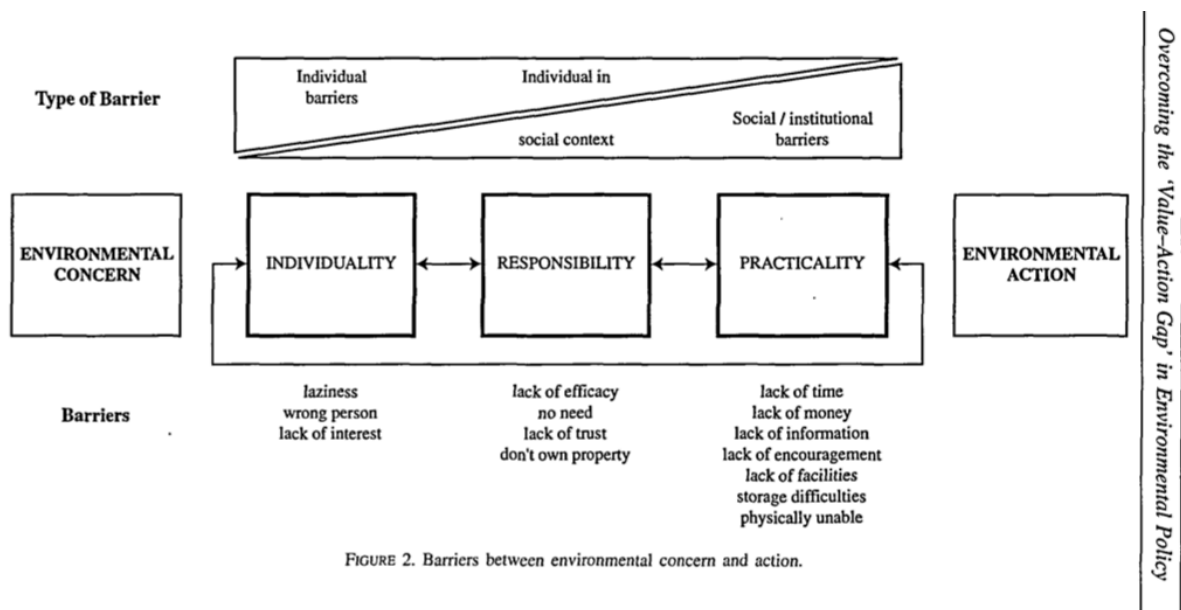 Type of Barrier
Individual
barriers
Individual in
social context
Social / institutional
barriers
ENVIRONMENTAL
CONCERN
INDIVIDUALITY
RESPONSIBILITY
PRACTICALITY
ENVIRONMENTAL
ACTION
Barriers
laziness
wrong person
lack of interest
lack of efficacy
no need
lack of trust
don't own property
lack of time
lack of money
lack of information
lack of encouragement
lack of facilities
storage difficulties
physically unable
FIGURE 2. Barriers between environmental concern and action.
Overcoming the 'Value–Action Gap' in Environmental Policy